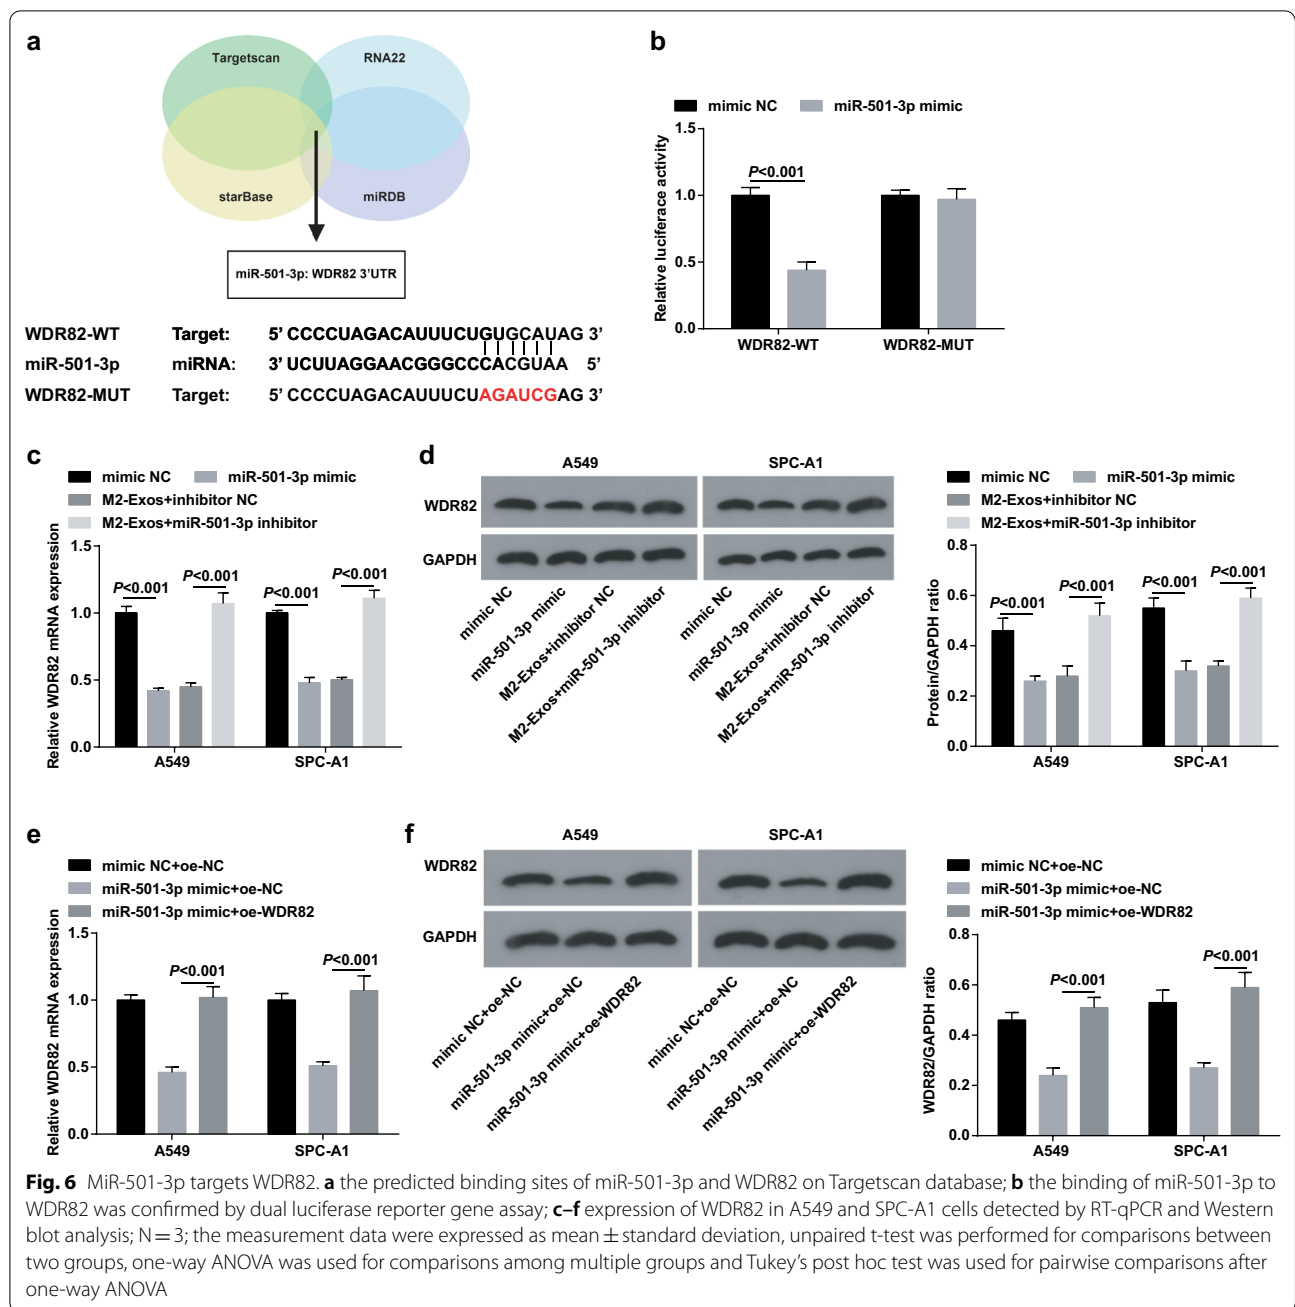 a
Targetscan
RNA22
starBase
miRDB
miR-501-3p: WDR82 3'UTR
WDR82-WT Target: 5' CCCCUAGACAUUUCUGUGCAUAG 3'
miR-501-3p miRNA: 3' UCUUAGGAACGGGCCCACGUAA 5'
WDR82-MUT Target: 5' CCCCUAGACAUUUCUAGAUCGAG 3'
b
mimic NC
miR-501-3p mimic
Relative luciferace activity
1.5
1.0
0.5
0.0
P<0.001
WDR82-WT
WDR82-MUT
c
mimic NC
miR-501-3p mimic
M2-Exos+inhibitor NC
M2-Exos+miR-501-3p inhibitor
Relative WDR82 mRNA expression
1.5
1.0
0.5
0.0
P<0.001
P<0.001
P<0.001
P<0.001
A549
SPC-A1
d
A549
SPC-A1
WDR82
GAPDH
mimic NC
miR-501-3p mimic
M2-Exos+inhibitor NC
M2-Exos+miR-501-3p inhibitor
mimic NC
miR-501-3p mimic
M2-Exos+inhibitor NC
M2-Exos+miR-501-3p inhibitor
mimic NC
miR-501-3p mimic
M2-Exos+inhibitor NC
M2-Exos+miR-501-3p inhibitor
Protein/GAPDH ratio
0.8
0.6
0.4
0.2
0.0
P<0.001
P<0.001
P<0.001
P<0.001
A549
SPC-A1
e
mimic NC+oe-NC
miR-501-3p mimic+oe-NC
miR-501-3p mimic+oe-WDR82
Relative WDR82 mRNA expression
1.5
1.0
0.5
0.0
P<0.001
P<0.001
A549
SPC-A1
f
A549
SPC-A1
WDR82
GAPDH
mimic NC+oe-NC
miR-501-3p mimic+oe-NC
miR-501-3p mimic+oe-WDR82
mimic NC+oe-NC
miR-501-3p mimic+oe-NC
miR-501-3p mimic+oe-WDR82
mimic NC+oe-NC
miR-501-3p mimic+oe-NC
miR-501-3p mimic+oe-WDR82
WDR82/GAPDH ratio
0.8
0.6
0.4
0.2
0.0
P<0.001
P<0.001
A549
SPC-A1
Fig. 6 MiR-501-3p targets WDR82. a the predicted binding sites of miR-501-3p and WDR82 on Targetscan database; b the binding of miR-501-3p to
WDR82 was confirmed by dual luciferase reporter gene assay; c–f expression of WDR82 in A549 and SPC-A1 cells detected by RT-qPCR and Western
blot analysis; N = 3; the measurement data were expressed as mean ± standard deviation, unpaired t-test was performed for comparisons between
two groups, one-way ANOVA was used for comparisons among multiple groups and Tukey's post hoc test was used for pairwise comparisons after
one-way ANOVA